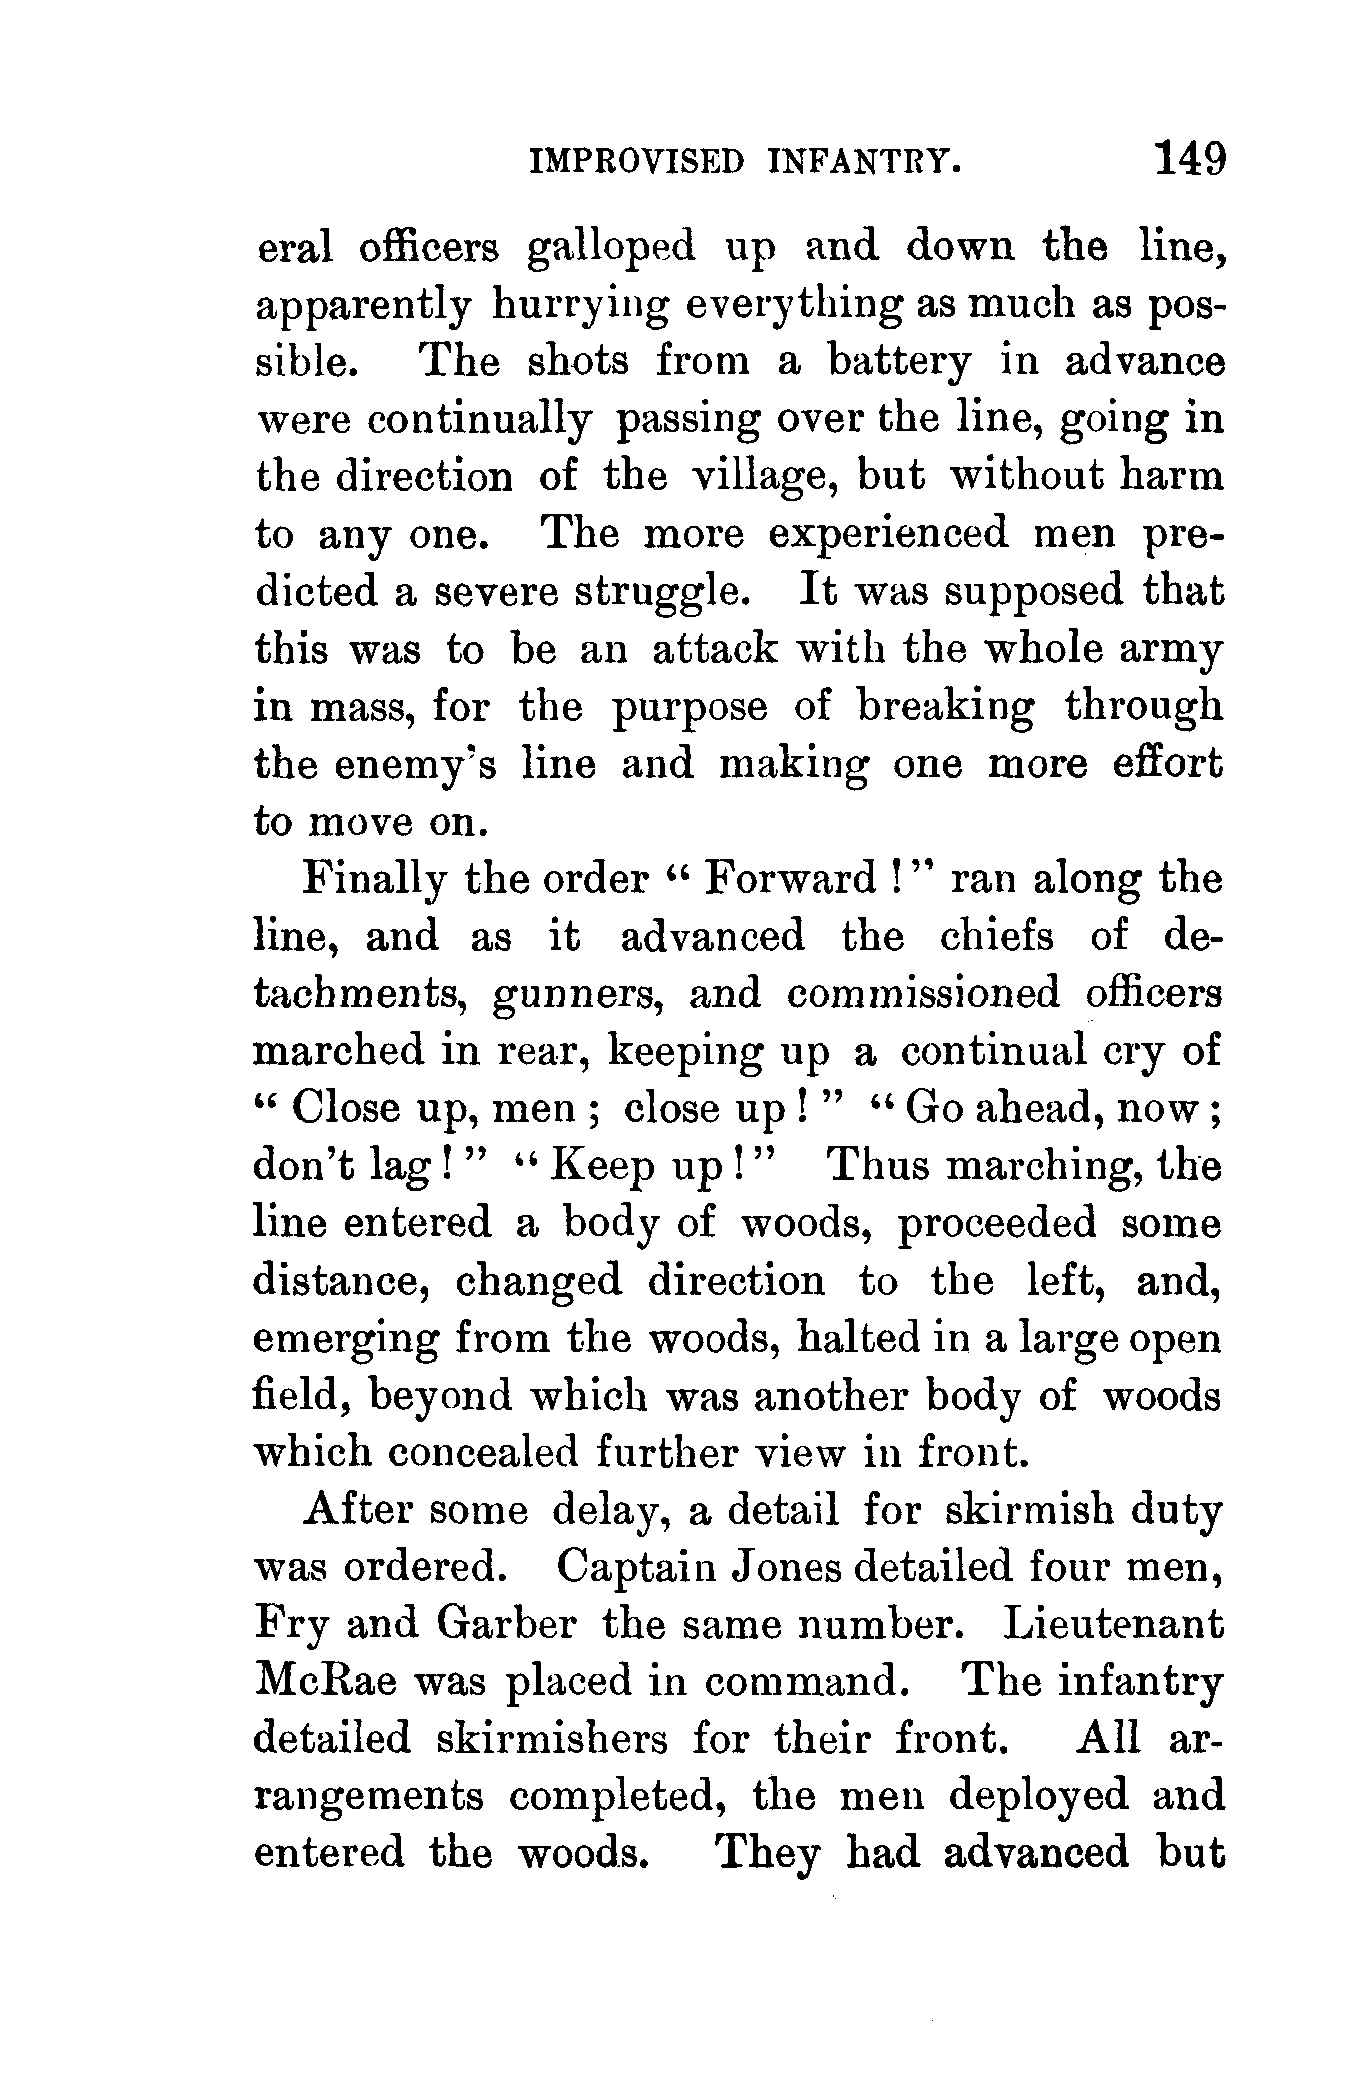 IMPROVISED INFANTRY. 149
eral officers galloped up and down the line,
apparently hurrying everything as much as pos-
sible. The shots from a battery in advance
were continually passing over the line, going in
the direction of the village, but without harm
to any one. The more experienced men pre-
dicted a severe struggle. It was supposed that
this was to be an attack with the whole army
in mass, for the purpose of breaking through
the enemy's line and making one more effort
to move on.
Finally the order “ Forward ! ” ran along the
line, and as it advanced the chiefs of de-
tachments, gunners, and commissioned officers
marched in rear, keeping up a continual cry of
“ Close up, men ; close up ! ” “ Go ahead, now ;
don't lag ! ” “ Keep up ! ” Thus marching, the
line entered a body of woods, proceeded some
distance, changed direction to the left, and,
emerging from the woods, halted in a large open
field, beyond which was another body of woods
which concealed further view in front.
After some delay, a detail for skirmish duty
was ordered. Captain Jones detailed four men,
Fry and Garber the same number. Lieutenant
McRae was placed in command. The infantry
detailed skirmishers for their front. All ar-
rangements completed, the men deployed and
entered the woods. They had advanced but